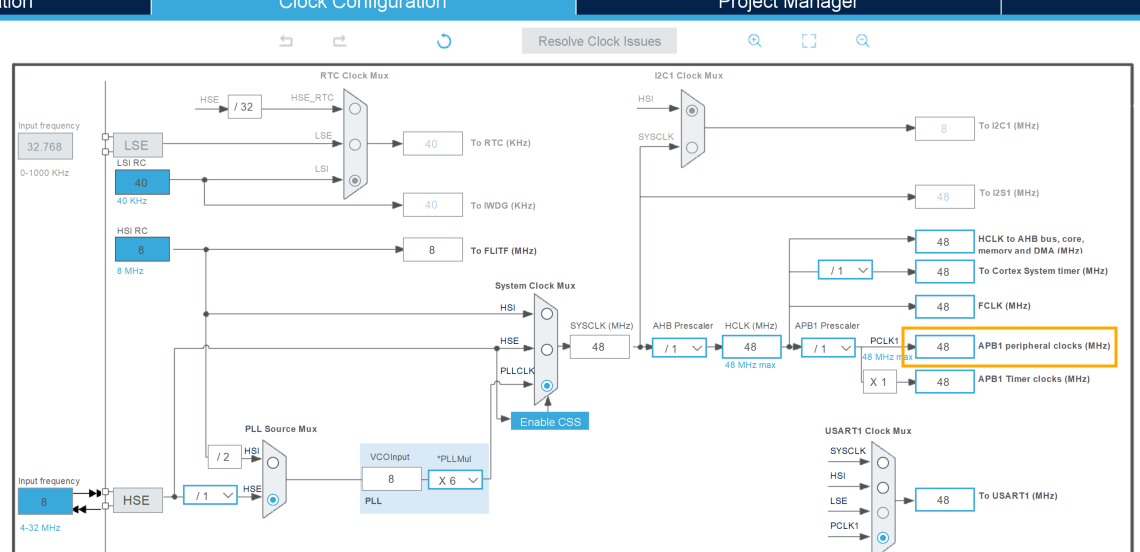 Clock Configuration
Project Manager
Resolve Clock Issues
RTC Clock Mux
I2C1 Clock Mux
HSE
/ 32
HSE_RTC
HSI
Input frequency
32.768
0-1000 KHz
LSE
LSE
40
To RTC (KHz)
SYSCLK
8
To I2C1 (MHz)
LSI RC
40
40 KHz
LSI
40
To IWDG (KHz)
48
To I2S1 (MHz)
HSI RC
8
8 MHz
8
To FLITF (MHz)
48
HCLK to AHB bus, core,
memory and DMA (MHz)
/ 1
48
To Cortex System timer (MHz)
System Clock Mux
HSI
48
FCLK (MHz)
HSE
SYSCLK (MHz)
48
AHB Prescaler
/ 1
HCLK (MHz)
48
48 MHz max
APB1 Prescaler
/ 1
PCLK1
48 MHz max
48
APB1 peripheral clocks (MHz)
PLLCLK
X 1
48
APB1 Timer clocks (MHz)
Enable CSS
PLL Source Mux
USART1 Clock Mux
/ 2
HSI
VCOInput
8
*PLLMul
X 6
PLL
SYSCLK
HSI
LSE
PCLK1
48
To USART1 (MHz)
Input frequency
8
4-32 MHz
HSE
/ 1
HSE